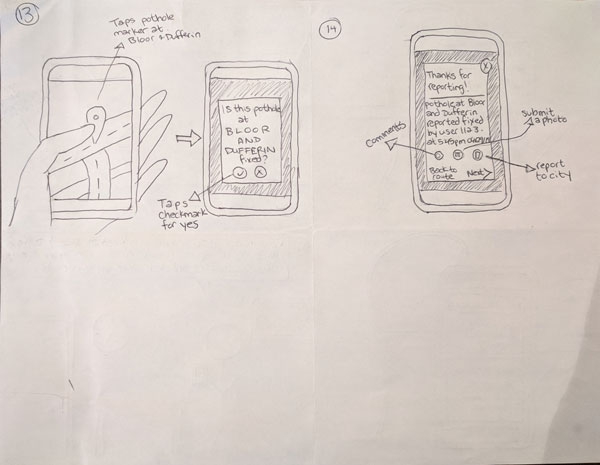 13
Taps pothole
marker at
Bloor + Dufferin
Is this pothole
at
BLOOR
AND
DUFFERIN
fixed?
Taps
checkmark
for yes
14
X
Thanks for
reporting!
pothole at Bloor
and Dufferin
reported fixed
by user 1123.
at 5:45pm
comments
submit
a photo
report
to city
Back to
route
Next